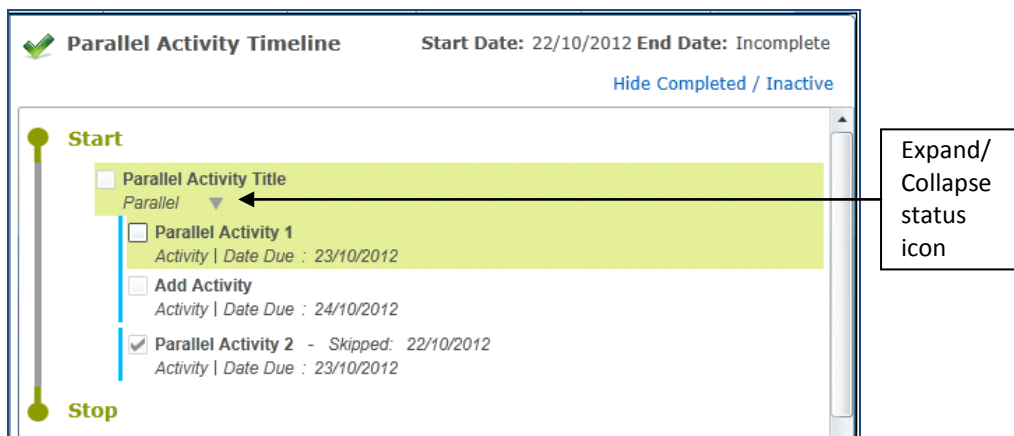 Parallel Activity Timeline Start Date: 22/10/2012 End Date: Incomplete
Hide Completed / Inactive
Start
Parallel Activity Title
Parallel
Parallel Activity 1
Activity | Date Due : 23/10/2012
Add Activity
Activity | Date Due : 24/10/2012
Parallel Activity 2 - Skipped: 22/10/2012
Activity | Date Due : 23/10/2012
Stop
Expand/
Collapse
status
icon